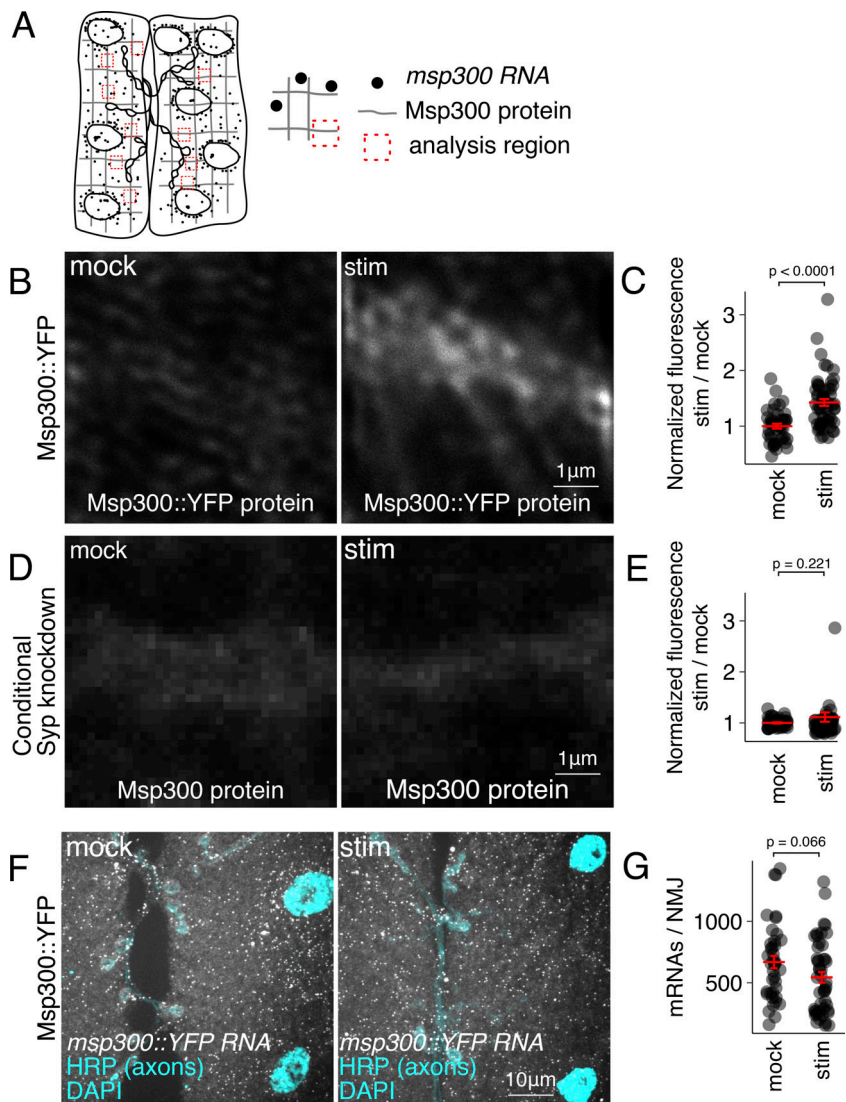 A
msp300 RNA
Msp300 protein
analysis region
B
Msp300::YFP
mock
Msp300::YFP protein
stim
1µm
Msp300::YFP protein
C
Normalized fluorescence
stim / mock
p < 0.0001
3
2
1
mock
stim
D
Conditional
Syp knockdown
mock
Msp300 protein
stim
1µm
Msp300 protein
E
Normalized fluorescence
stim / mock
p = 0.221
3
2
1
mock
stim
F
Msp300::YFP
mock
msp300::YFP RNA
HRP (axons)
DAPI
stim
msp300::YFP RNA
HRP (axons)
DAPI
10µm
G
mRNAs / NMJ
p = 0.066
1000
500
mock
stim